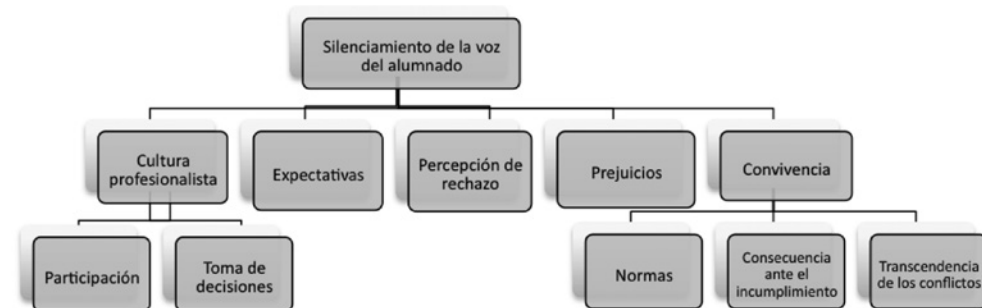 Silenciamiento de la voz
del alumnado
Cultura
profesionalista
Expectativas
Percepción de
rechazo
Prejuicios
Convivencia
Participación
Toma de
decisiones
Normas
Consecuencia
ante el
incumplimiento
Transcendencia
de los conflictos